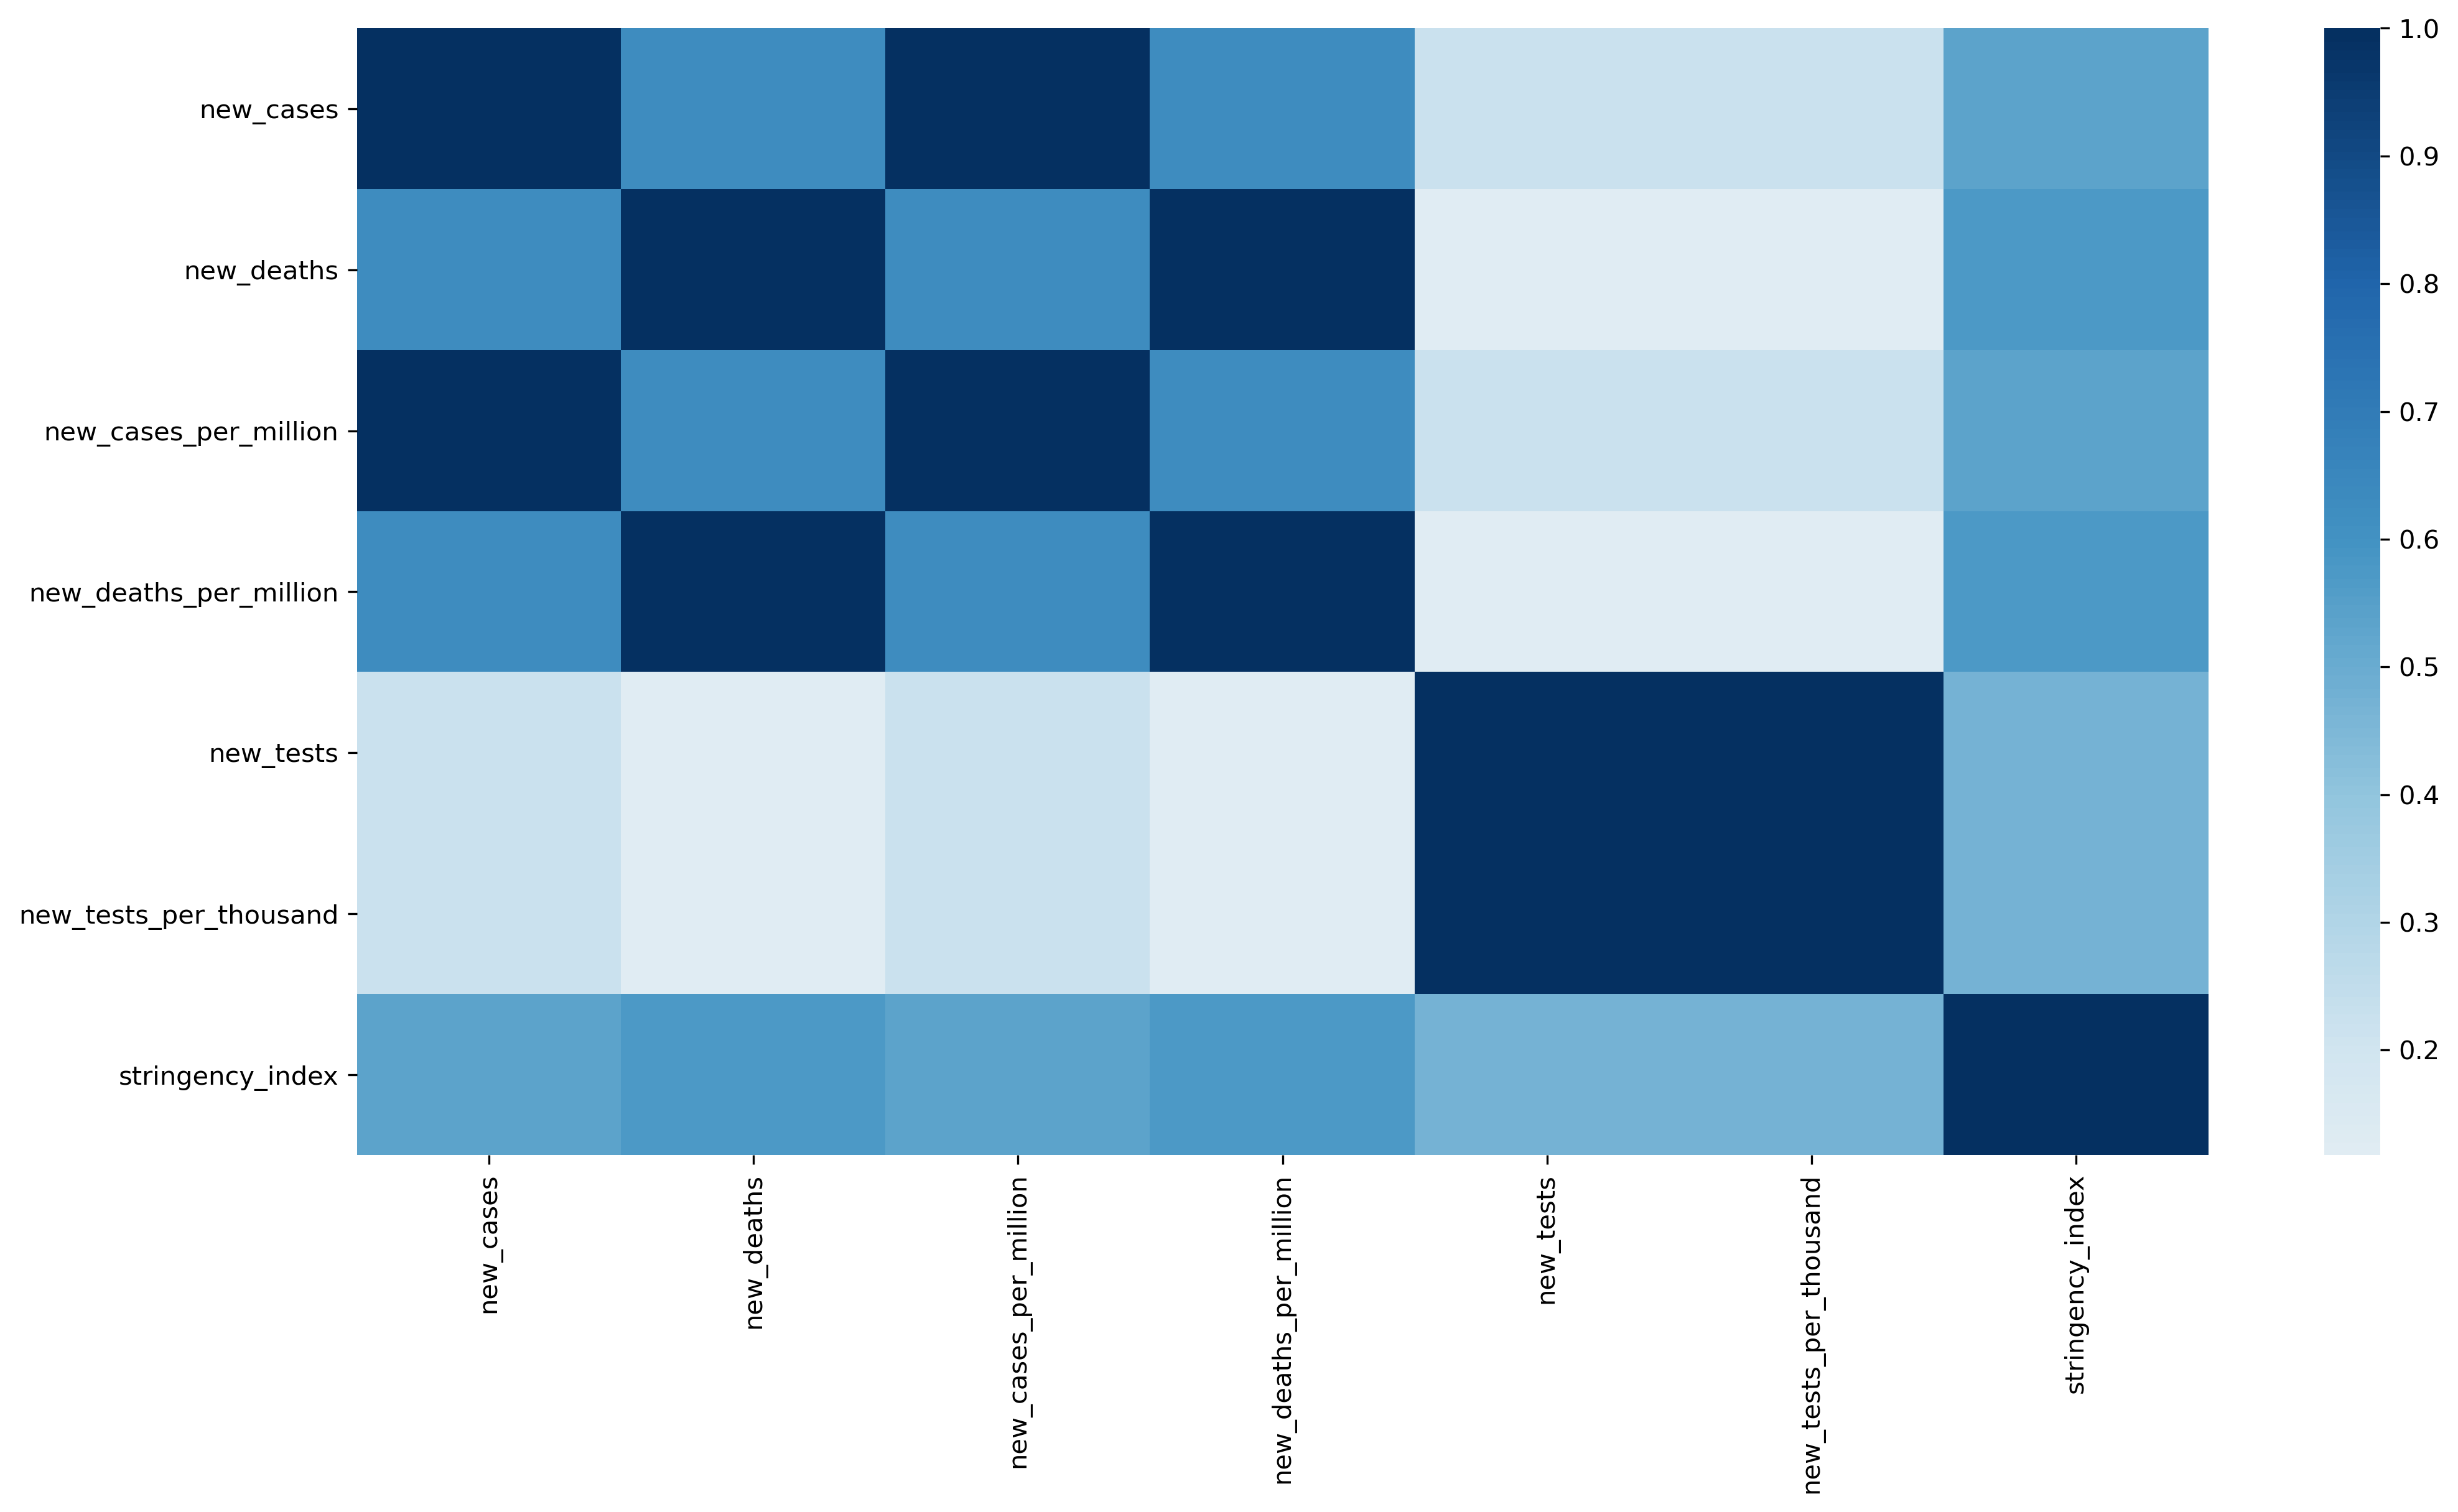 new_cases
new_deaths
new_cases_per_million
new_deaths_per_million
new_tests
new_tests_per_thousand
stringency_index
new_cases
new_deaths
new_cases_per_million
new_deaths_per_million
new_tests
new_tests_per_thousand
stringency_index
1.0
0.9
0.8
0.7
0.6
0.5
0.4
0.3
0.2